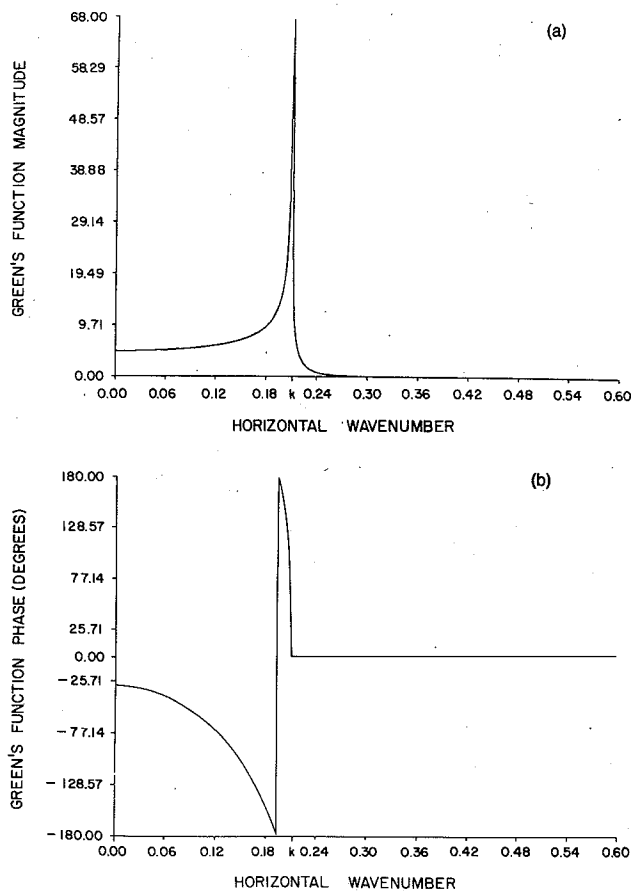 (a)
GREEN'S FUNCTION MAGNITUDE
68.00
58.29
48.57
38.88
29.14
19.49
9.71
0.00
0.00 0.06 0.12 0.18 k 0.24 0.30 0.36 0.42 0.48 0.54 0.60
HORIZONTAL WAVENUMBER
(b)
GREEN'S FUNCTION PHASE (DEGREES)
180.00
128.57
77.14
25.71
0.00
-25.71
-77.14
-128.57
-180.00
0.00 0.06 0.12 0.18 k 0.24 0.30 0.36 0.42 0.48 0.54 0.60
HORIZONTAL WAVENUMBER